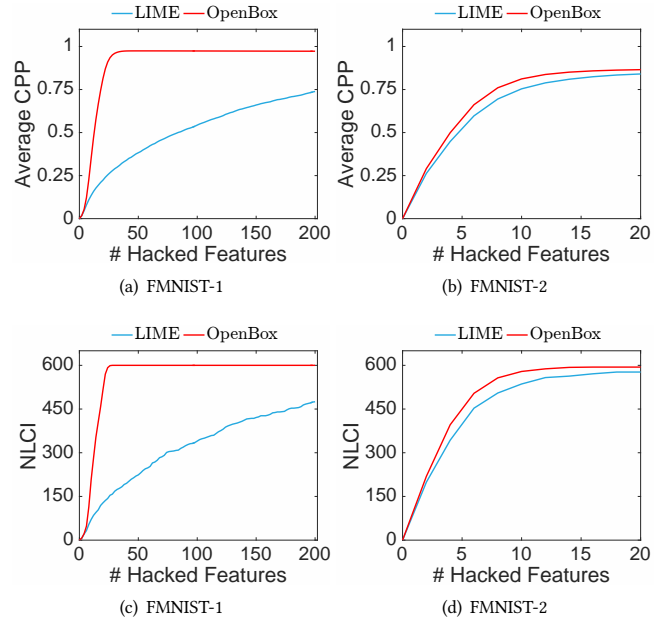 LIME OpenBox
1
0.75
0.5
0.25
0
Average CPP
0 50 100 150 200
# Hacked Features
(a) FMNIST-1
LIME OpenBox
1
0.75
0.5
0.25
0
Average CPP
0 5 10 15 20
# Hacked Features
(b) FMNIST-2
LIME OpenBox
600
450
300
150
0
NLCI
0 50 100 150 200
# Hacked Features
(c) FMNIST-1
LIME OpenBox
600
450
300
150
0
NLCI
0 5 10 15 20
# Hacked Features
(d) FMNIST-2